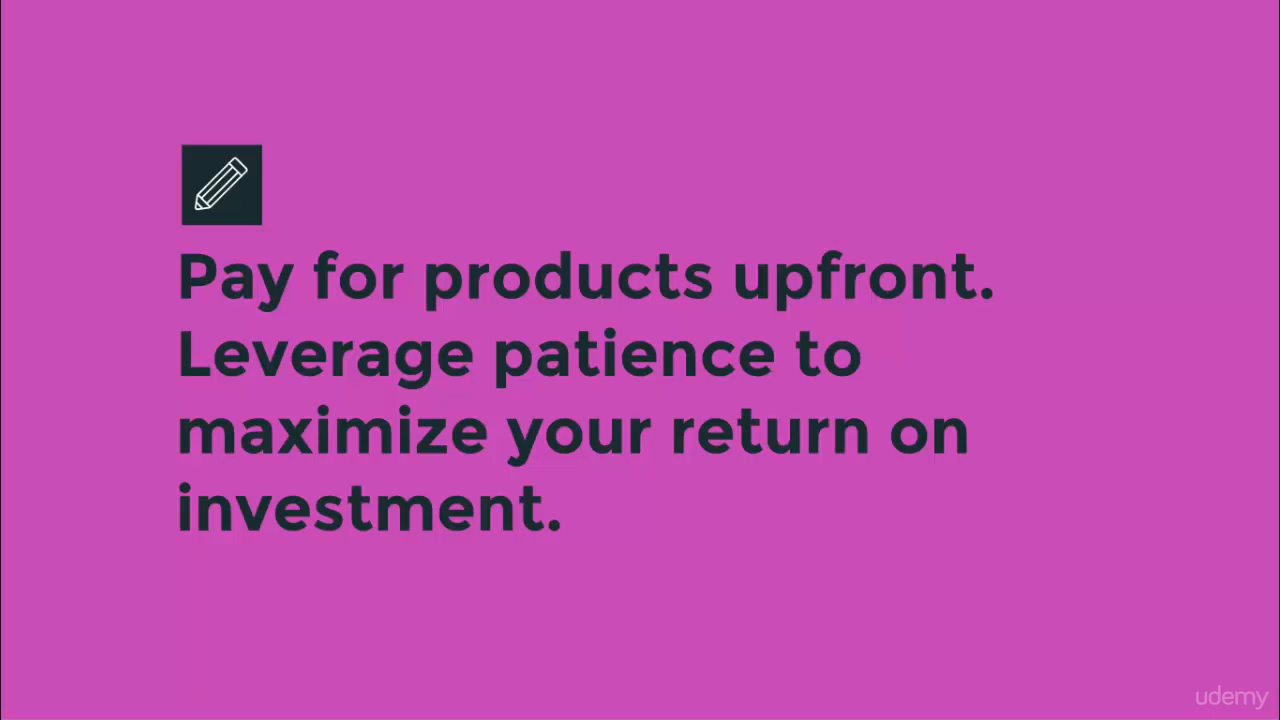 Pay for products upfront.
Leverage patience to
maximize your return on
investment.
udemy